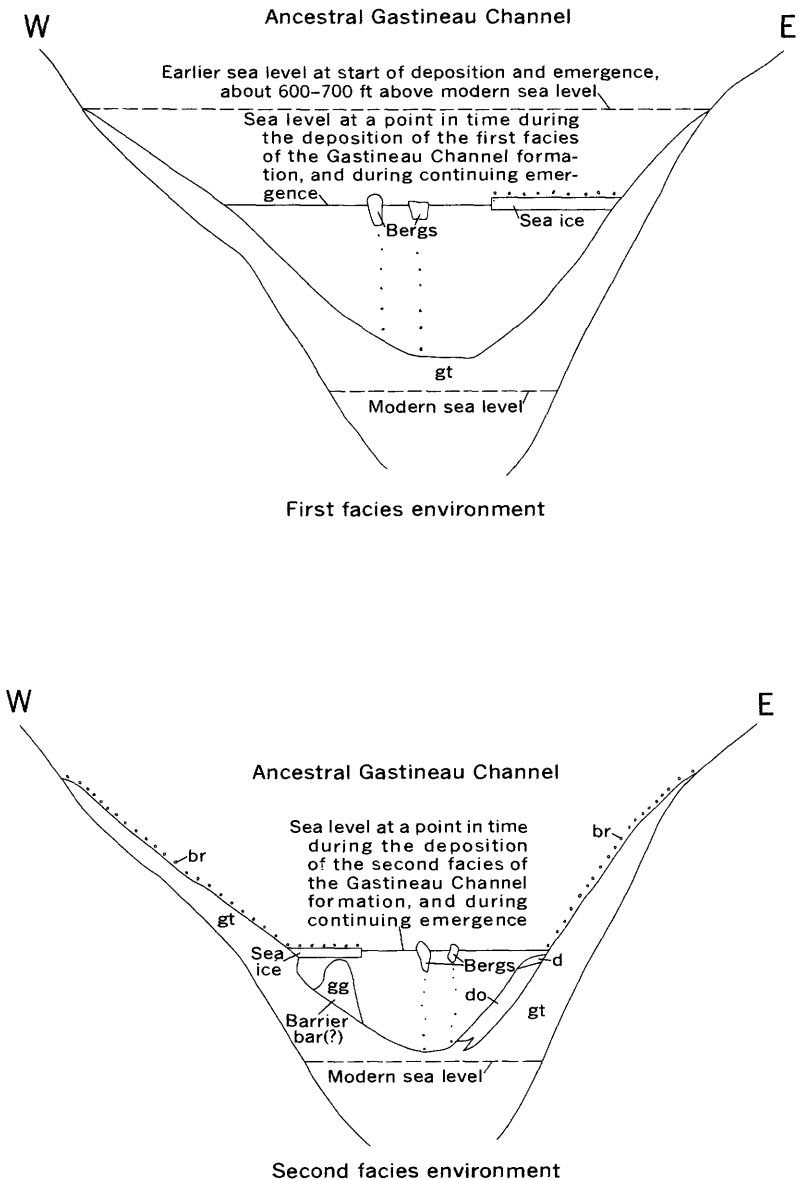 Ancestral Gastineau Channel
W
E
Earlier sea level at start of deposition and emergence,
about 600-700 ft above modern sea level
Sea level at a point in time during
the deposition of the first facies
of the Gastineau Channel forma-
tion, and during continuing emer-
gence
Bergs
Sea ice
gt
Modern sea level
First facies environment
W
E
Ancestral Gastineau Channel
Sea level at a point in time
during the deposition
of the second facies of
the Gastineau Channel
formation, and during
continuing emergence
br
br
gt
Sea
ice
Bergs
d
gg
do
gt
Barrier
bar(?)
Modern sea level
Second facies environment